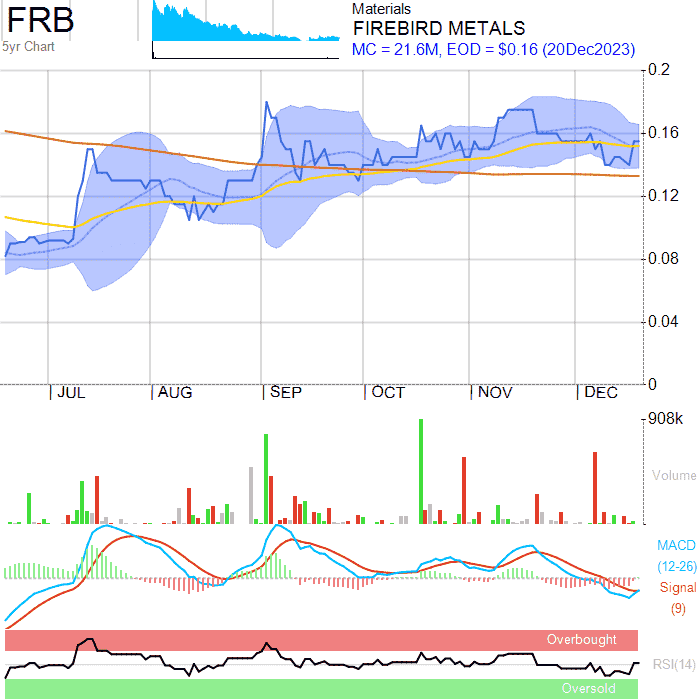 FRB
5yr Chart
Materials
FIREBIRD METALS
MC = 21.6M, EOD = $0.16 (20Dec2023)
0.2
0.16
0.12
0.08
0.04
0
JUL AUG SEP OCT NOV DEC
908k
Volume
MACD
(12-26)
Signal
(9)
Overbought
RSI(14)
Oversold